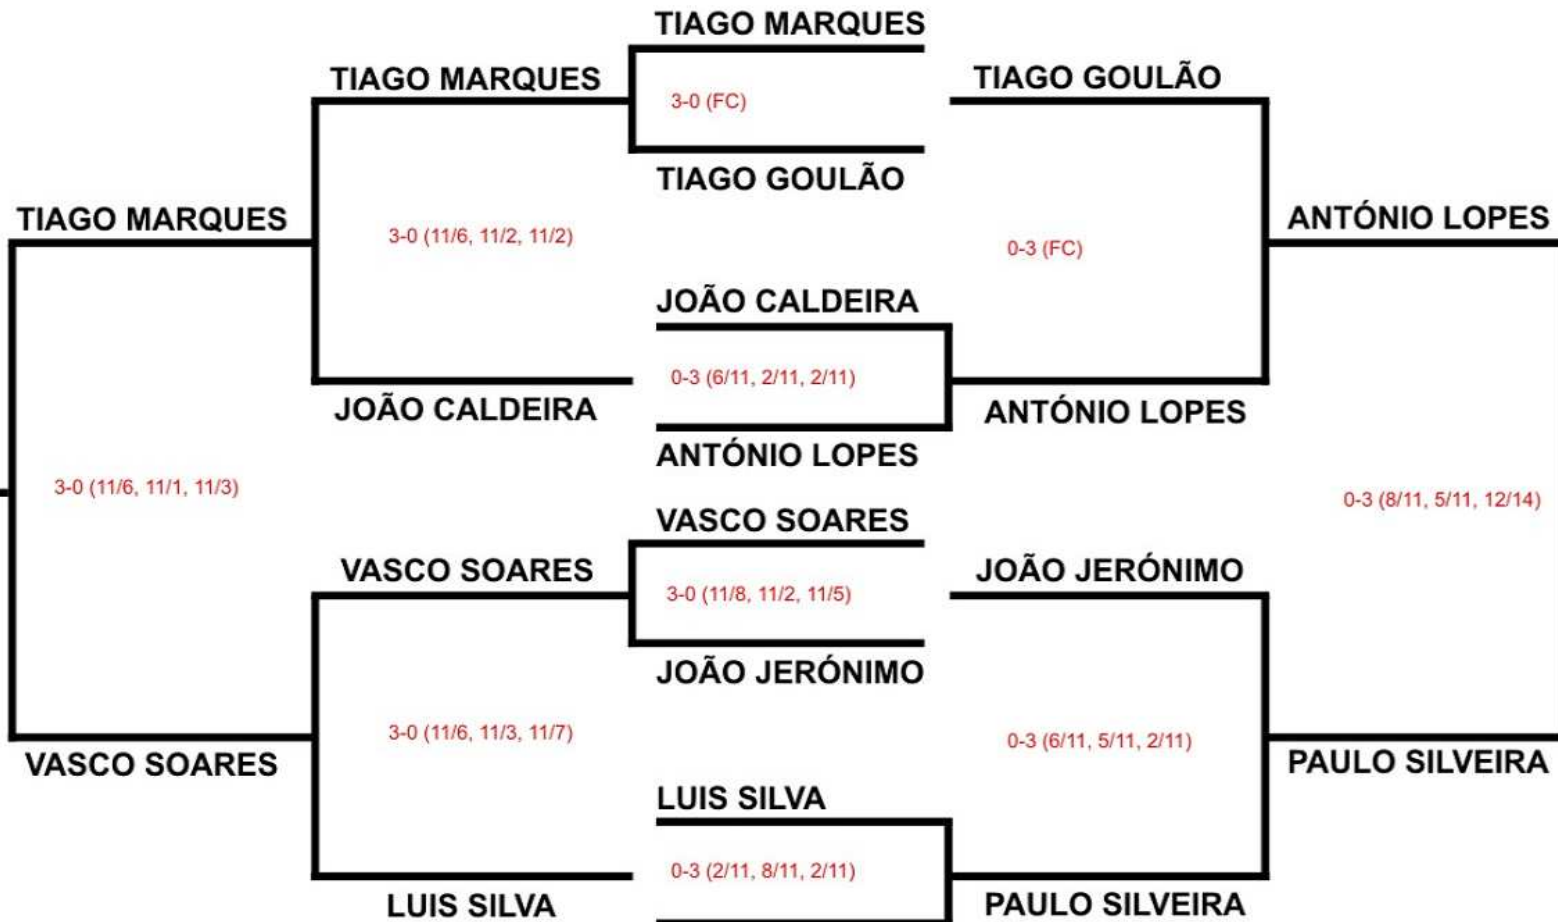 TIAGO MARQUES
TIAGO MARQUES
TIAGO GOULÃO
3-0 (FC)
TIAGO GOULÃO
TIAGO MARQUES
ANTÓNIO LOPES
3-0 (11/6, 11/2, 11/2)
0-3 (FC)
JOÃO CALDEIRA
0-3 (6/11, 2/11, 2/11)
JOÃO CALDEIRA
ANTÓNIO LOPES
ANTÓNIO LOPES
3-0 (11/6, 11/1, 11/3)
0-3 (8/11, 5/11, 12/14)
VASCO SOARES
VASCO SOARES
JOÃO JERÓNIMO
3-0 (11/8, 11/2, 11/5)
JOÃO JERÓNIMO
3-0 (11/6, 11/3, 11/7)
0-3 (6/11, 5/11, 2/11)
VASCO SOARES
PAULO SILVEIRA
LUIS SILVA
0-3 (2/11, 8/11, 2/11)
LUIS SILVA
PAULO SILVEIRA